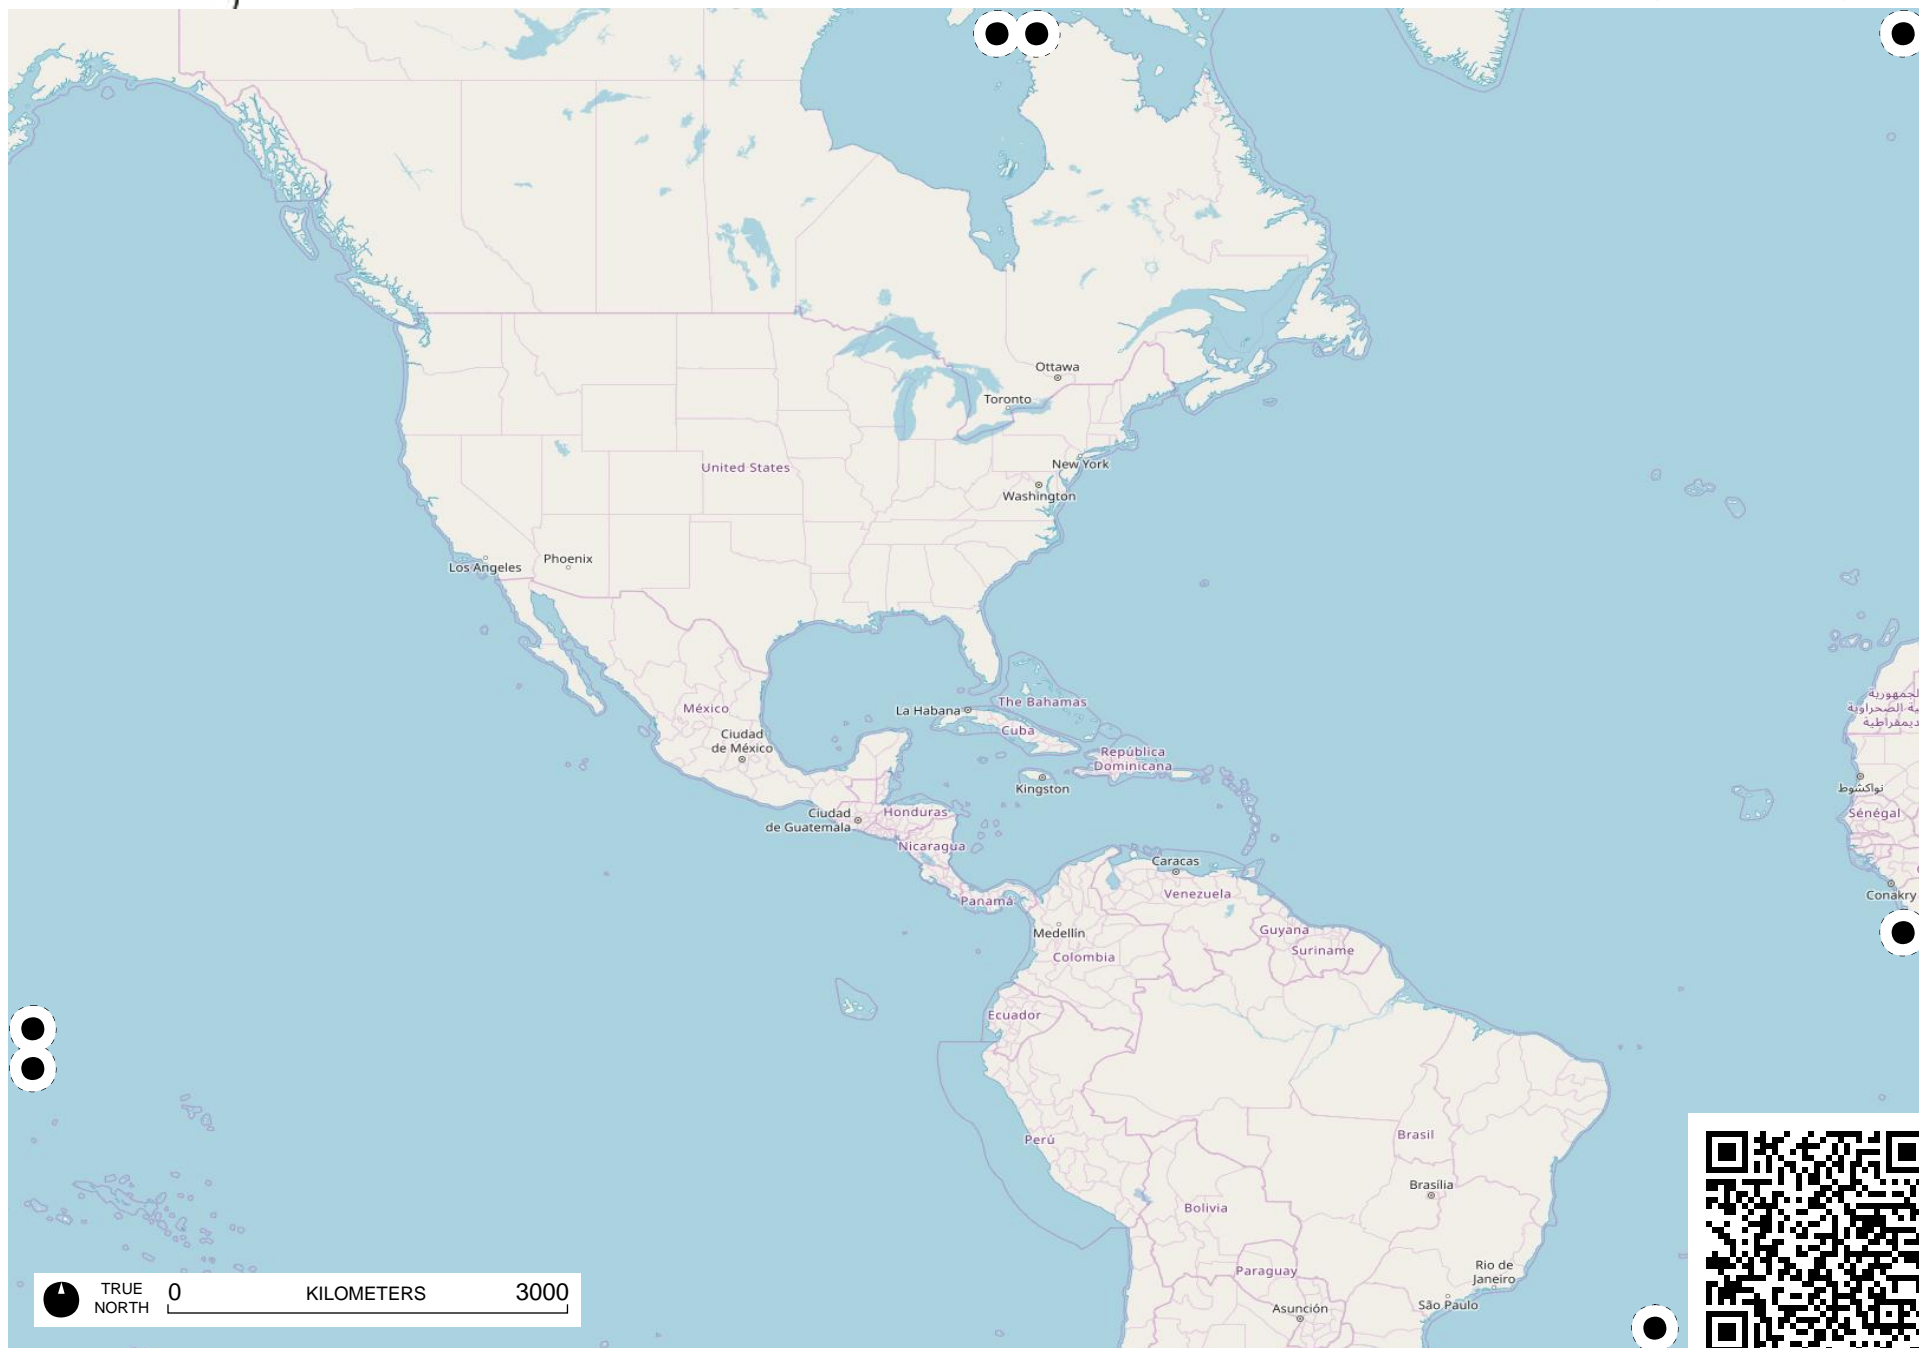 Ottawa
Toronto
New York
United States
Washington
Los Angeles
Phoenix
México
Ciudad
de México
La Habana
The Bahamas
Cuba
República
Dominicana
Kingston
Ciudad
de Guatemala
Honduras
Nicaragua
Panamá
Caracas
Venezuela
Medellín
Colombia
Guyana
Suriname
Ecuador
نواكشوط
Sénégal
Conakry
Perú
Brasil
Brasília
Bolivia
Paraguay
Rio de
Janeiro
São Paulo
Asunción
TRUE
NORTH
0
KILOMETERS
3000